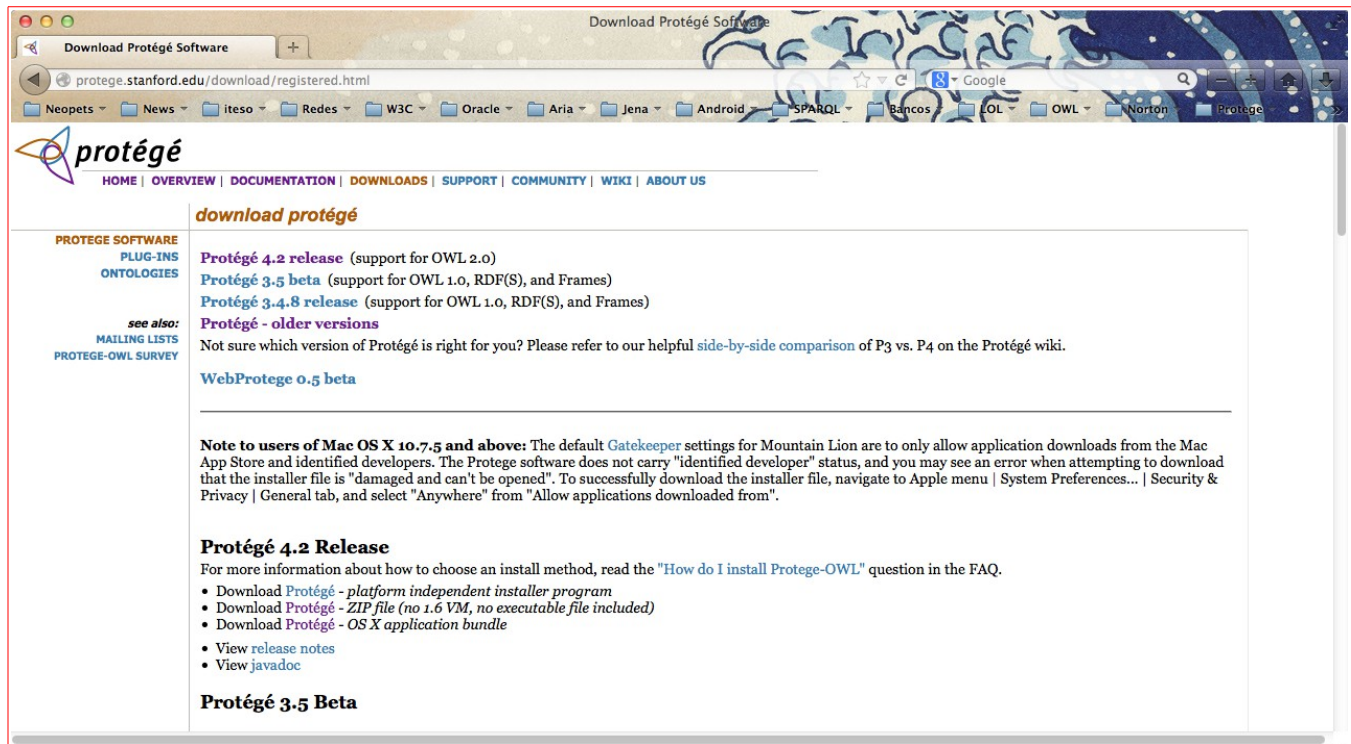 Download Protégé Software
Download Protégé Software
protege.stanford.edu/download/registered.html
Google
Neopets News iteso Redes W3C Oracle Aria Jena Android SPARQL Bancos LOL OWL Norton Protege
protégé
HOME | OVERVIEW | DOCUMENTATION | DOWNLOADS | SUPPORT | COMMUNITY | WIKI | ABOUT US
download protégé
PROTEGE SOFTWARE
PLUG-INS
ONTOLOGIES
see also:
MAILING LISTS
PROTEGE-OWL SURVEY
Protégé 4.2 release (support for OWL 2.0)
Protégé 3.5 beta (support for OWL 1.0, RDF(S), and Frames)
Protégé 3.4.8 release (support for OWL 1.0, RDF(S), and Frames)
Protégé - older versions
Not sure which version of Protégé is right for you? Please refer to our helpful side-by-side comparison of P3 vs. P4 on the Protégé wiki.
WebProtege 0.5 beta
Note to users of Mac OS X 10.7.5 and above: The default Gatekeeper settings for Mountain Lion are to only allow application downloads from the Mac
App Store and identified developers. The Protege software does not carry "identified developer" status, and you may see an error when attempting to download
that the installer file is "damaged and can't be opened". To successfully download the installer file, navigate to Apple menu | System Preferences... | Security &
Privacy | General tab, and select "Anywhere" from "Allow applications downloaded from".
Protégé 4.2 Release
For more information about how to choose an install method, read the "How do I install Protege-OWL" question in the FAQ.
• Download Protégé - platform independent installer program
• Download Protégé - ZIP file (no 1.6 VM, no executable file included)
• Download Protégé - OS X application bundle
• View release notes
• View javadoc
Protégé 3.5 Beta